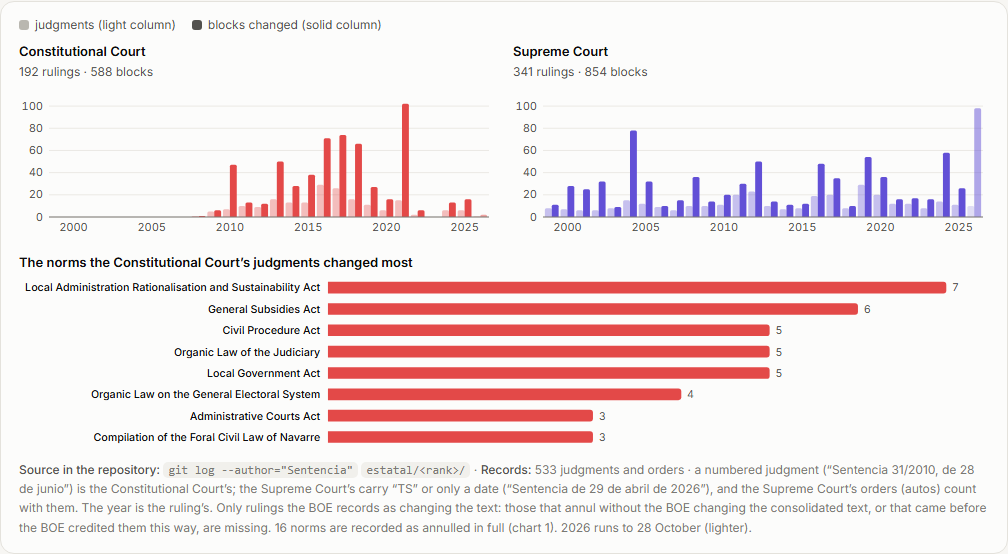 judgments (light column) blocks changed (solid column)
Constitutional Court
192 rulings · 588 blocks
100
80
60
40
20
0
2000 2005 2010 2015 2020 2025
Supreme Court
341 rulings · 854 blocks
100
80
60
40
20
0
2000 2005 2010 2015 2020 2025
The norms the Constitutional Court’s judgments changed most
Local Administration Rationalisation and Sustainability Act 7
General Subsidies Act 6
Civil Procedure Act 5
Organic Law of the Judiciary 5
Local Government Act 5
Organic Law on the General Electoral System 4
Administrative Courts Act 3
Compilation of the Foral Civil Law of Navarre 3
Source in the repository: git log --author="Sentencia" estatal/<rank>/ · Records: 533 judgments and orders · a numbered judgment (“Sentencia 31/2010, de 28
de junio”) is the Constitutional Court’s; the Supreme Court’s carry “TS” or only a date (“Sentencia de 29 de abril de 2026”), and the Supreme Court’s orders (autos) count
with them. The year is the ruling’s. Only rulings the BOE records as changing the text: those that annul without the BOE changing the consolidated text, or that came before
the BOE credited them this way, are missing. 16 norms are recorded as annulled in full (chart 1). 2026 runs to 28 October (lighter).